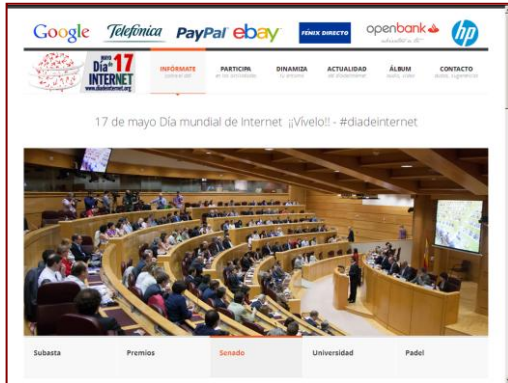 Google Telefónica PayPal ebay FÉNIX DIRECTO openbank hp
mayo
Día 17
INTERNET
www.diadeinternet.org
INFÓRMATE PARTICIPA DINAMIZA ACTUALIDAD ÁLBUM CONTACTO
17 de mayo Día mundial de Internet ¡¡Vívelo!! - #diadeinternet
Subasta Premios Senado Universidad Padel